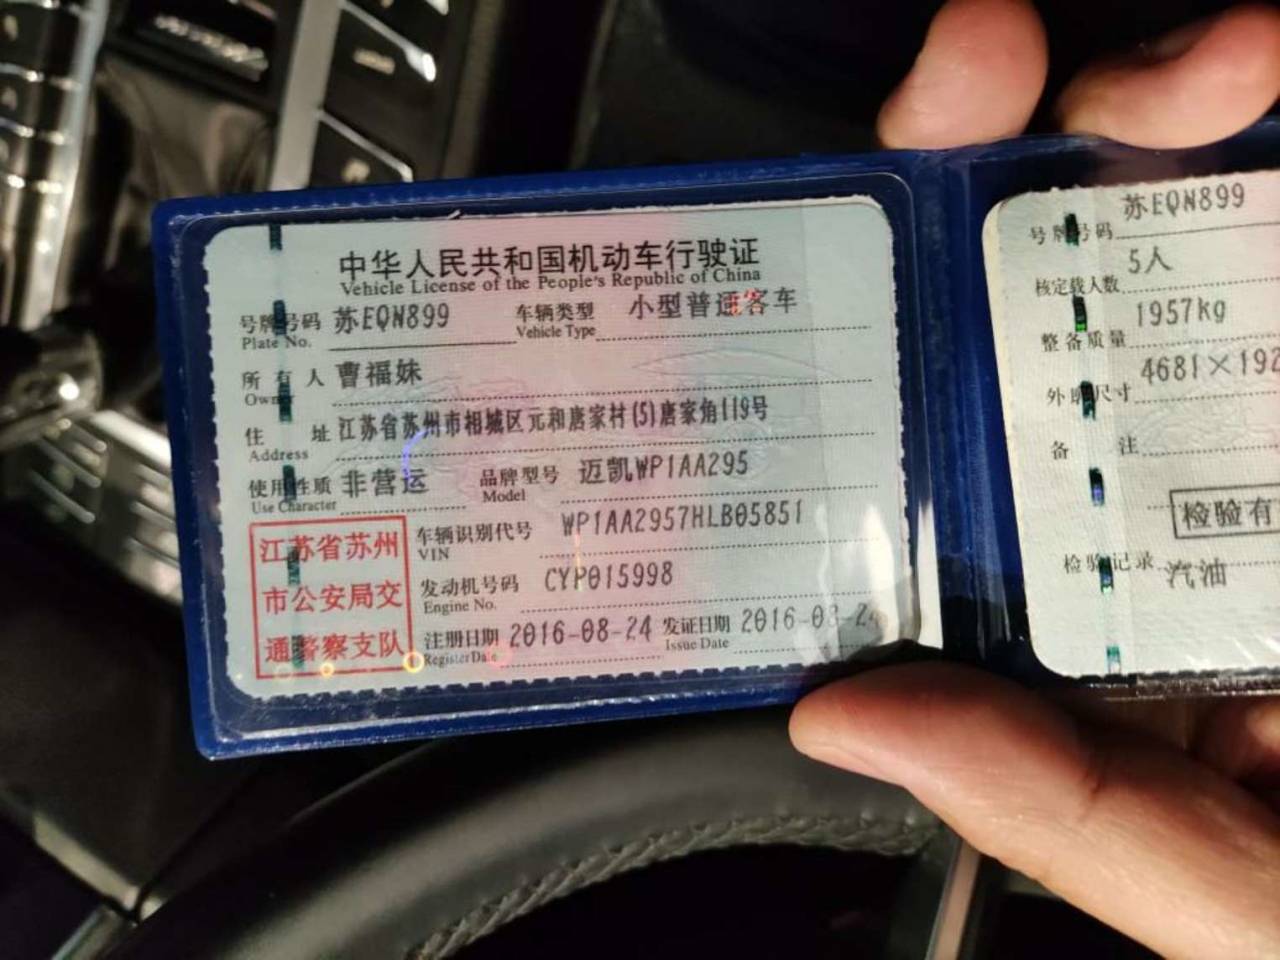 中华人民共和国机动车行驶证
Vehicle License of the People's Republic of China
号牌号码 苏EQN899 车辆类型 小型普通客车
Plate No. Vehicle Type
所有人 曹福妹
Owner
住址 江苏省苏州市相城区元和唐家村(5)唐家角119号
Address
使用性质 非营运 品牌型号 迈凯WP1AA295
Use Character Model
江苏省苏州
市公安局交
通警察支队
车辆识别代号 WP1AA2957HLB05851
VIN
发动机号码 CYP015998
Engine No.
注册日期 2016-08-24 发证日期 2016-08-24
Register Date Issue Date
号牌号码 苏EQN899
核定载人数 5人
整备质量 1957kg
外廓尺寸 4681×192
备注
检验有
检验记录 汽油